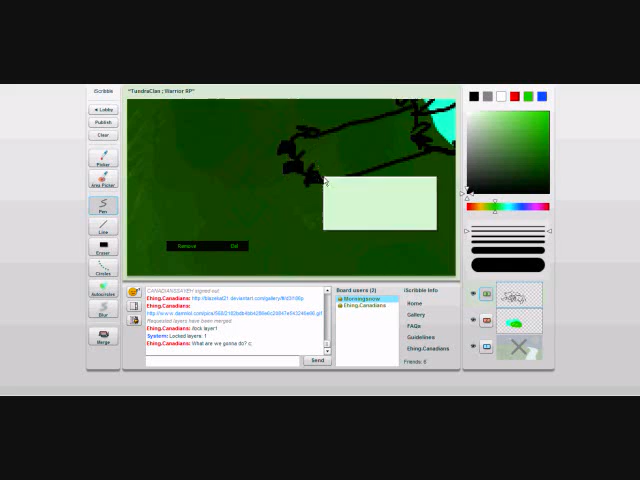 iScribble
"TundraClan ; Warrior RP"
◄ Lobby
Publish
Clear
Picker
Area Picker
Pen
Line
Eraser
Circles
Blur
Merge
Remove
CANADIANSSAYEH signed out
Ehing.Canadians:
Ehing.Canadians:
Requested layers have been merged
Ehing.Canadians: /lock layer1
System: Locked layers: 1
Ehing.Canadians: What are we gonna do? c:
Send
Board users (2)
Morningsnow
Ehing.Canadians
iScribble Info
Home
Gallery
FAQs
Guidelines
Ehing.Canadians
Friends: 0